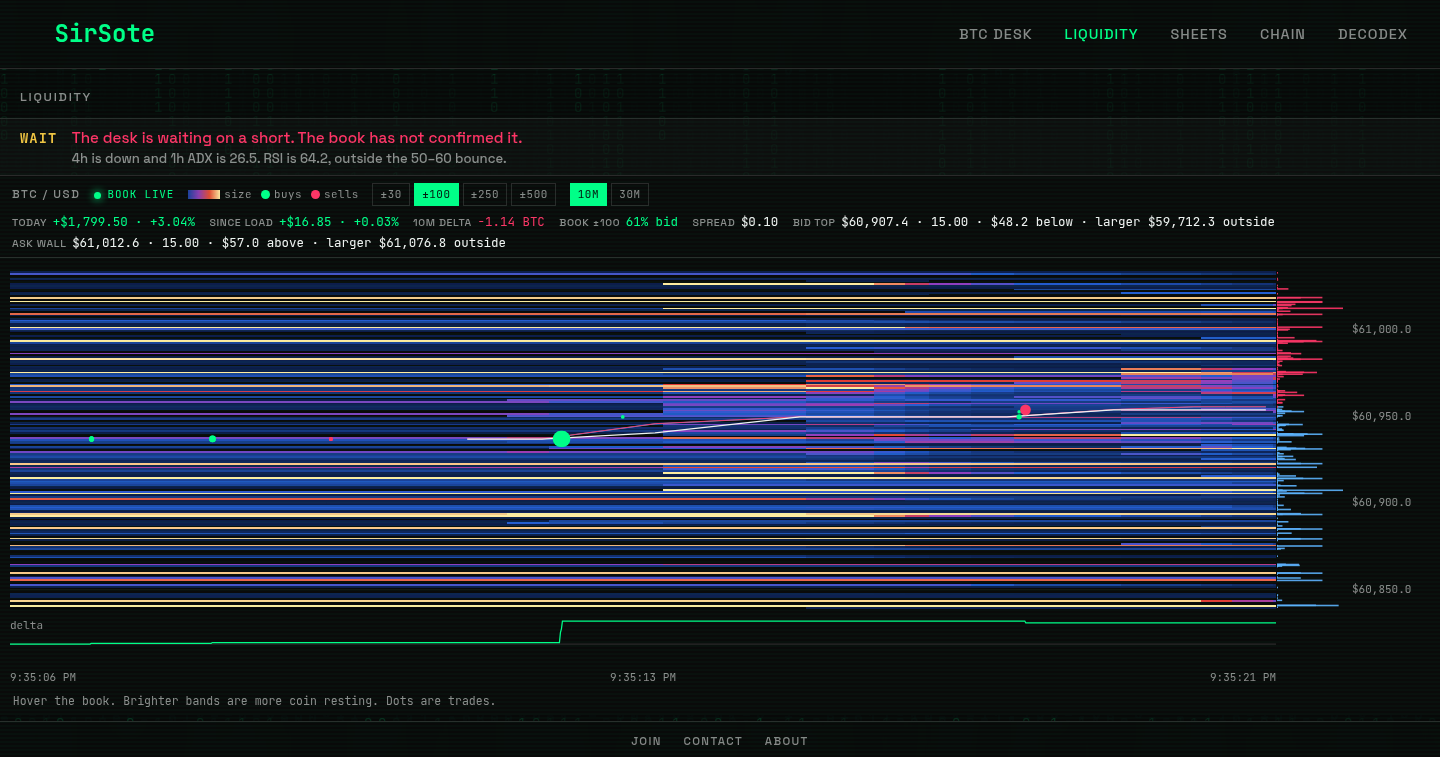 SirSote
BTC DESK LIQUIDITY SHEETS CHAIN DECODEX
LIQUIDITY
WAIT The desk is waiting on a short. The book has not confirmed it.
4h is down and 1h ADX is 26.5. RSI is 64.2, outside the 50–60 bounce.
BTC / USD BOOK LIVE size buys sells ±30 ±100 ±250 ±500 10M 30M
TODAY +$1,799.50 · +3.04% SINCE LOAD +$16.85 · +0.03% 10M DELTA -1.14 BTC BOOK ±100 61% bid SPREAD $0.10 BID TOP $60,907.4 · 15.00 · $48.2 below · larger $59,712.3 outside
ASK WALL $61,012.6 · 15.00 · $57.0 above · larger $61,076.8 outside
$61,000.0
$60,950.0
$60,900.0
$60,850.0
delta
9:35:06 PM 9:35:13 PM 9:35:21 PM
Hover the book. Brighter bands are more coin resting. Dots are trades.
JOIN CONTACT ABOUT